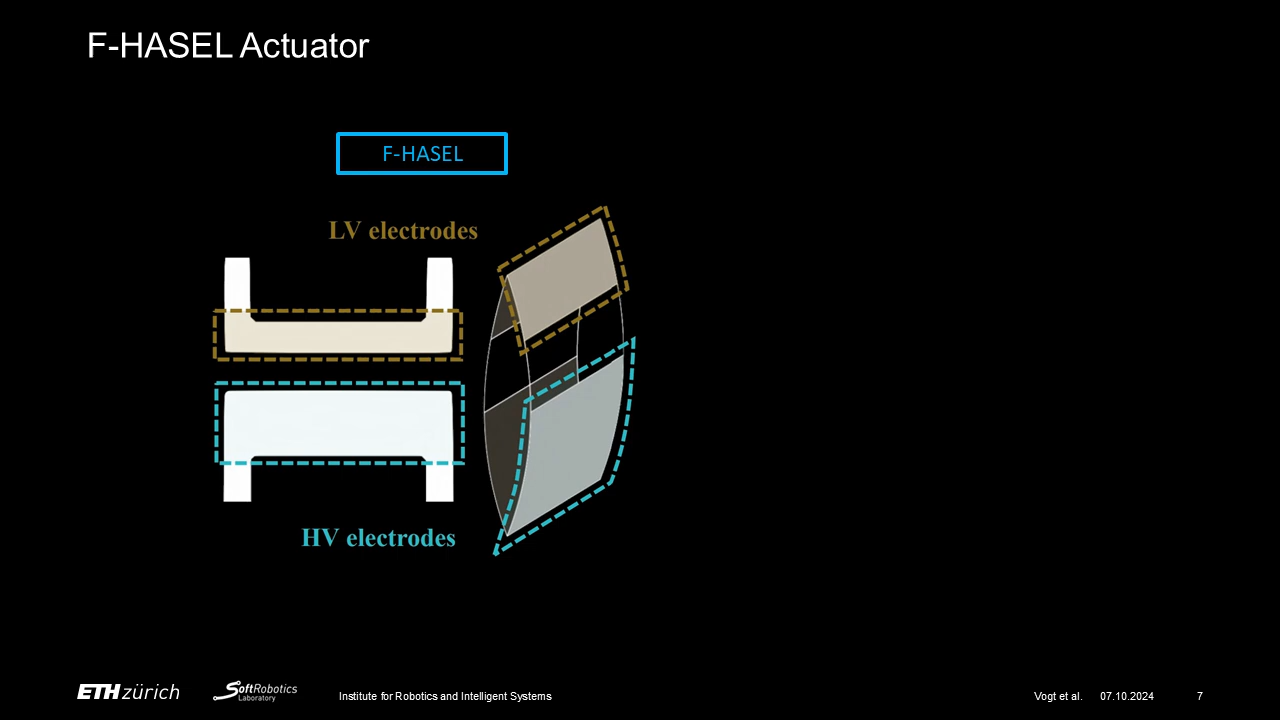 F-HASEL Actuator
F-HASEL
LV electrodes
HV electrodes
ETH zürich
SoftRobotics
Laboratory
Institute for Robotics and Intelligent Systems
Vogt et al.
07.10.2024
7